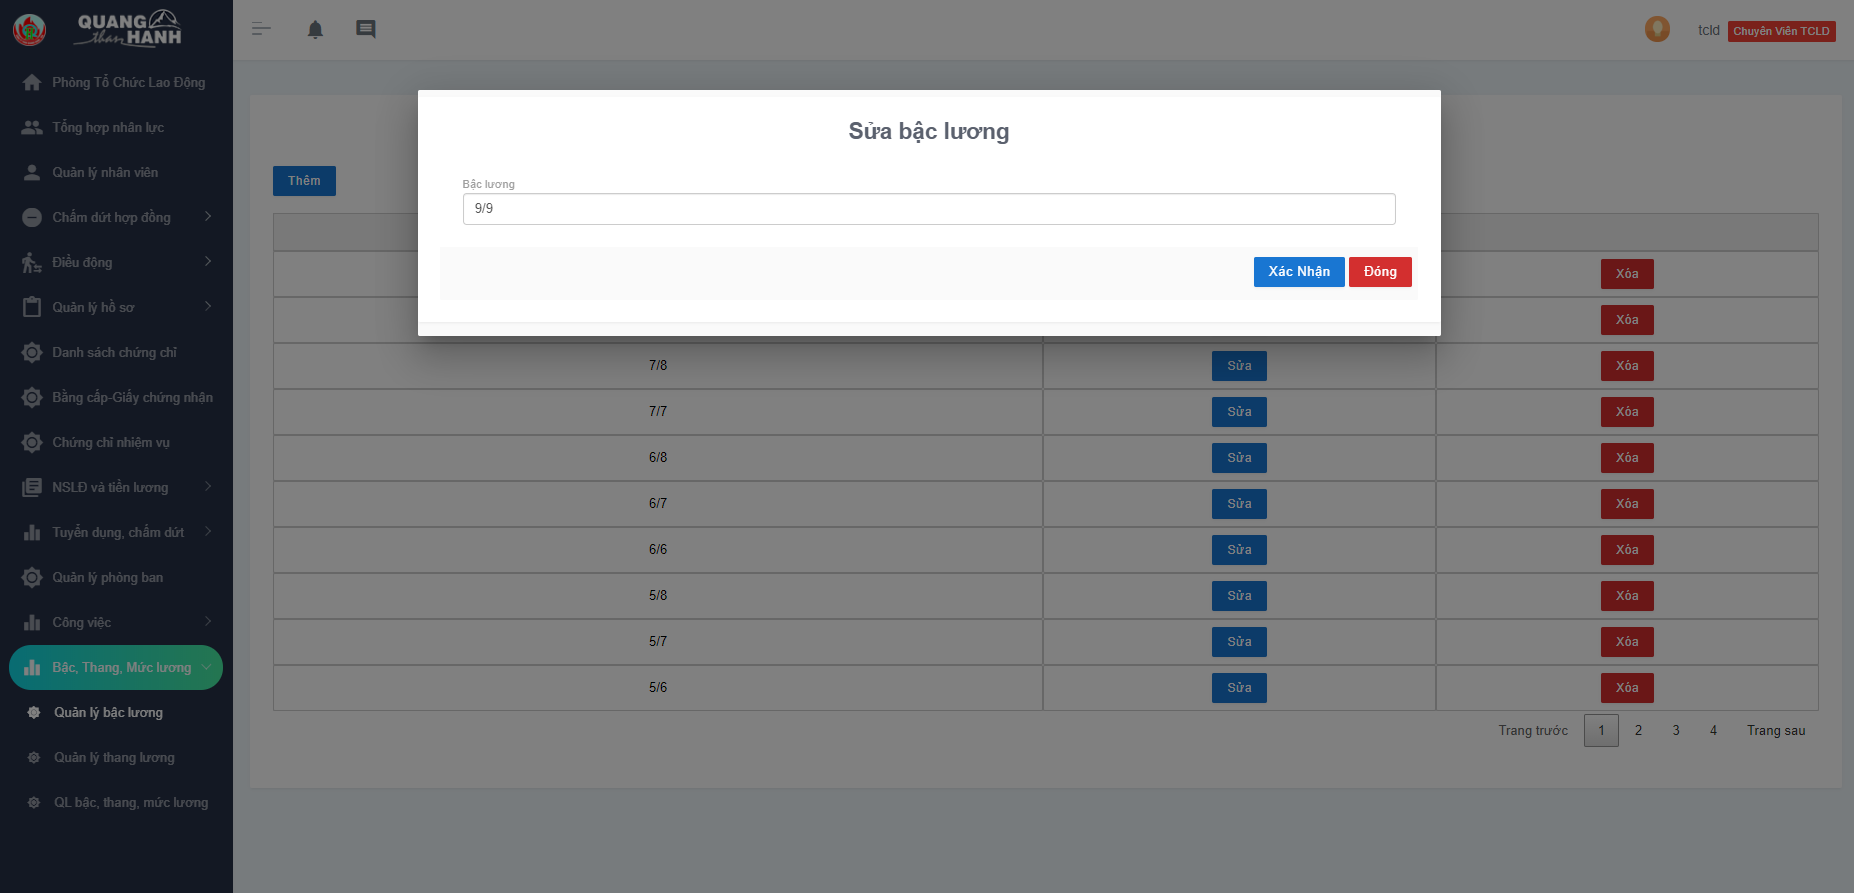 QUANG
than HẠNH
Phòng Tổ Chức Lao Động
Tổng hợp nhân lực
Quản lý nhân viên
Chấm dứt hợp đồng
Điều động
Quản lý hồ sơ
Danh sách chứng chỉ
Bằng cấp-Giấy chứng nhận
Chứng chỉ nhiệm vụ
NSLĐ và tiền lương
Tuyển dụng, chấm dứt
Quản lý phòng ban
Công việc
Bậc, Thang, Mức lương
Quản lý bậc lương
Quản lý thang lương
QL bậc, thang, mức lương
tcld Chuyên Viên TCLD
Sửa bậc lương
Bậc lương
9/9
Xác Nhận Đóng
Thêm
Xóa
Xóa
7/8 Sửa Xóa
7/7 Sửa Xóa
6/8 Sửa Xóa
6/7 Sửa Xóa
6/6 Sửa Xóa
5/8 Sửa Xóa
5/7 Sửa Xóa
5/6 Sửa Xóa
Trang trước 1 2 3 4 Trang sau